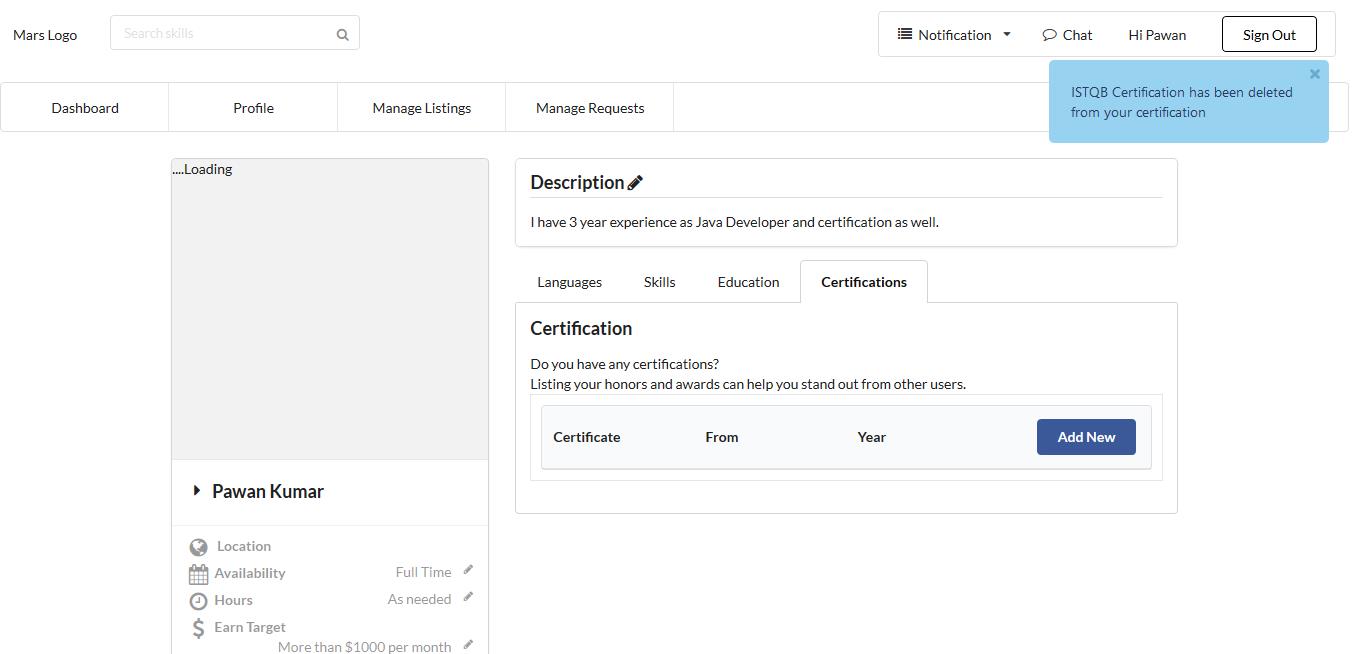 Mars Logo
Search skills
Notification
Chat
Hi Pawan
Sign Out
ISTQB Certification has been deleted
from your certification
Dashboard
Profile
Manage Listings
Manage Requests
....Loading
Pawan Kumar
Location
Availability
Full Time
Hours
As needed
Earn Target
More than $1000 per month
Description
I have 3 year experience as Java Developer and certification as well.
Languages
Skills
Education
Certifications
Certification
Do you have any certifications?
Listing your honors and awards can help you stand out from other users.
Certificate
From
Year
Add New